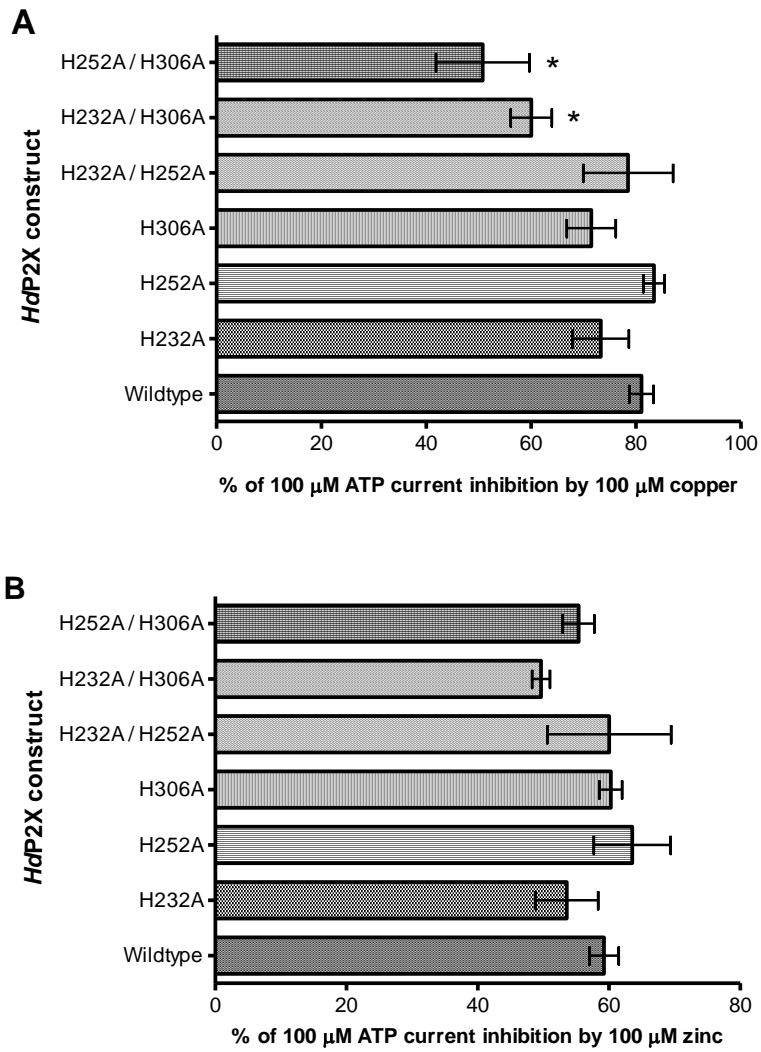 A
H252A / H306A
*
H232A / H306A
*
H232A / H252A
H306A
H252A
H232A
Wildtype
HdP2X construct
0 20 40 60 80 100
% of 100 μM ATP current inhibition by 100 μM copper
B
H252A / H306A
H232A / H306A
H232A / H252A
H306A
H252A
H232A
Wildtype
HdP2X construct
0 20 40 60 80
% of 100 μM ATP current inhibition by 100 μM zinc